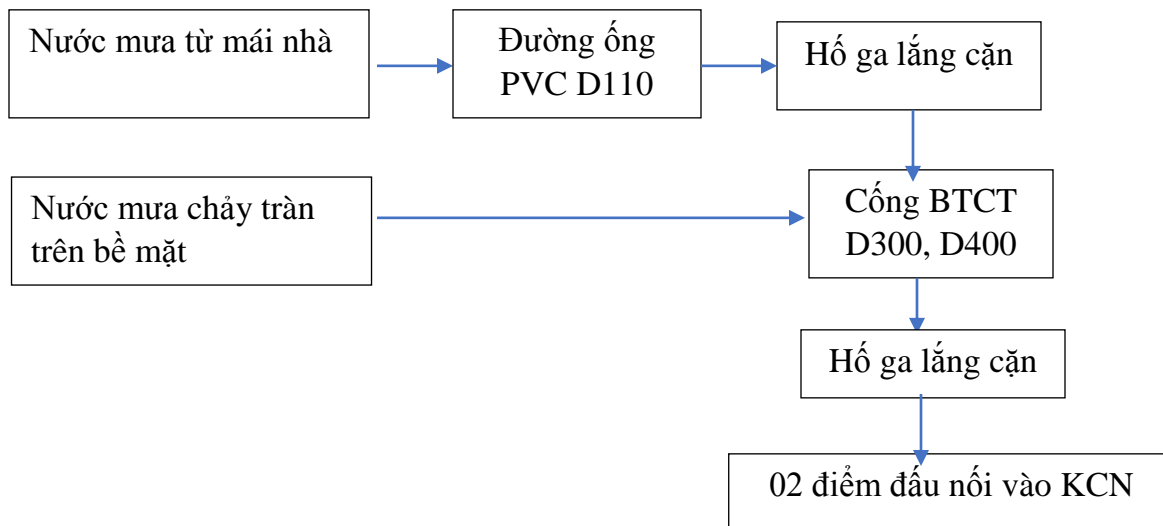 Nước mưa từ mái nhà
Đường ống
PVC D110
Hố ga lắng cặn
Nước mưa chảy tràn
trên bề mặt
Cống BTCT
D300, D400
Hố ga lắng cặn
02 điểm đấu nối vào KCN